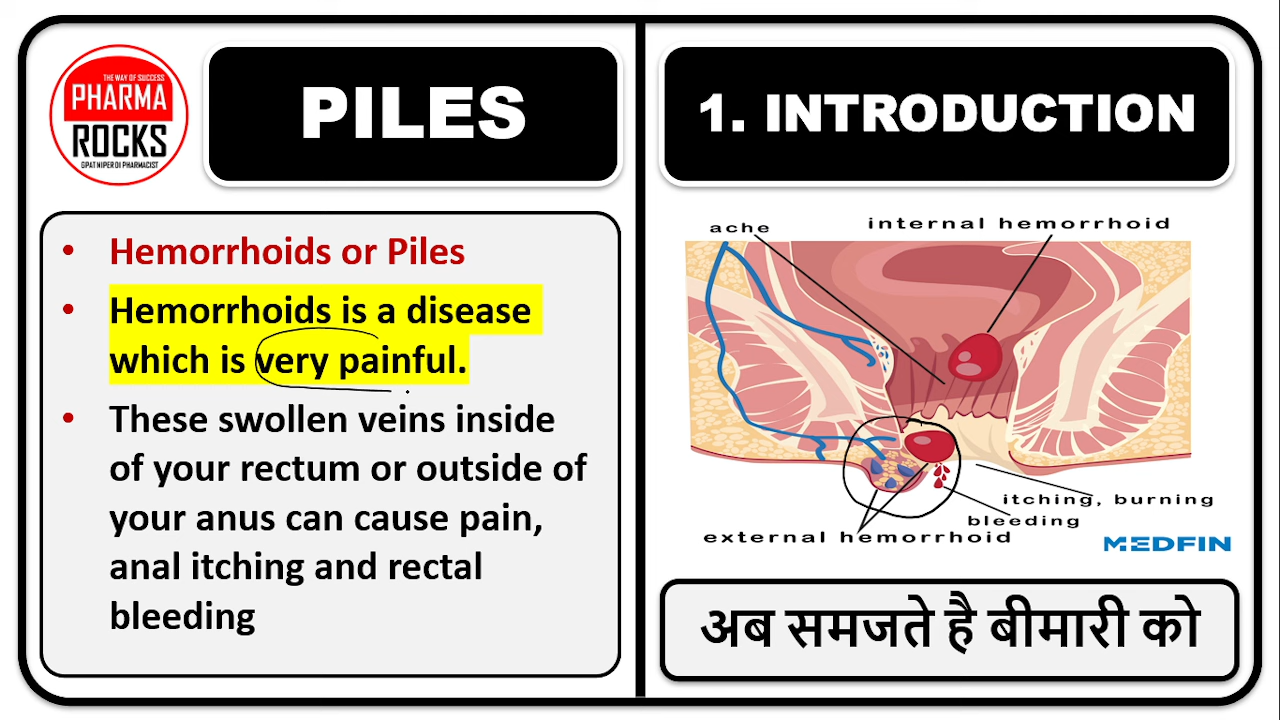 THE WAY OF SUCCESS
PHARMA
ROCKS
GPAT NIPER DI PHARMACIST
PILES
• Hemorrhoids or Piles
• Hemorrhoids is a disease
which is very painful.
• These swollen veins inside
of your rectum or outside of
your anus can cause pain,
anal itching and rectal
bleeding
1. INTRODUCTION
ache
internal hemorrhoid
itching, burning
bleeding
external hemorrhoid
MEDFIN
अब समजते है बीमारी को